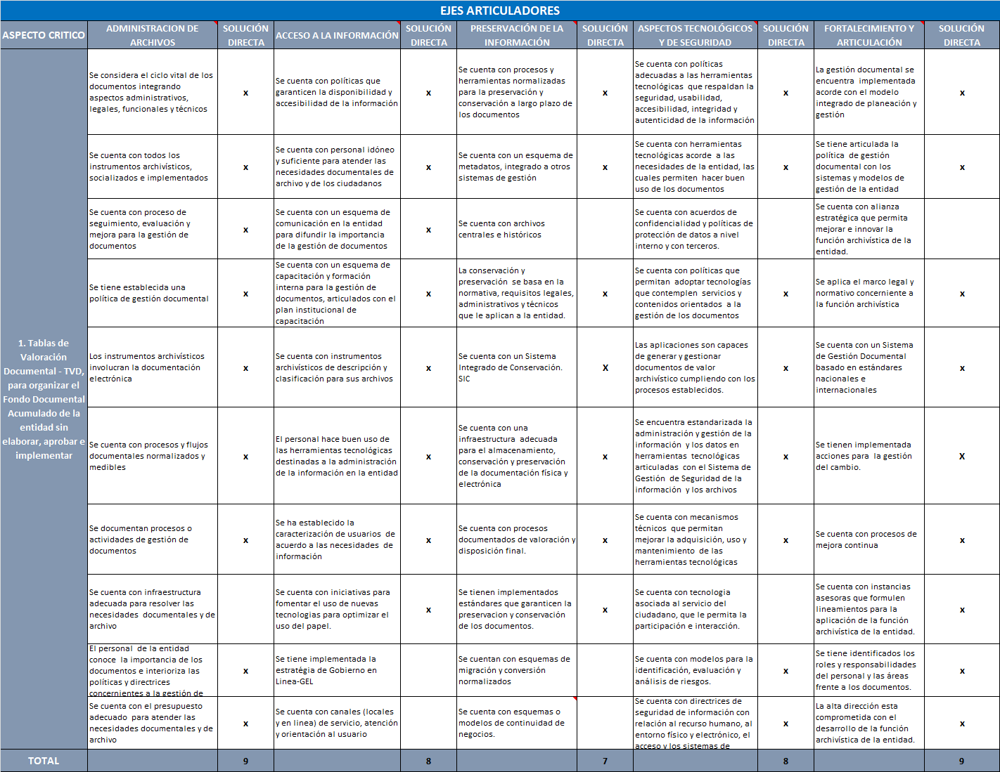 EJES ARTICULADORES
ASPECTO CRITICO
ADMINISTRACION DE
ARCHIVOS
SOLUCIÓN
DIRECTA
ACCESO A LA INFORMACIÓN
SOLUCIÓN
DIRECTA
PRESERVACIÓN DE LA
INFORMACIÓN
SOLUCIÓN
DIRECTA
ASPECTOS TECNOLÓGICOS
Y DE SEGURIDAD
SOLUCIÓN
DIRECTA
FORTALECIMIENTO Y
ARTICULACIÓN
SOLUCIÓN
DIRECTA
1. Tablas de
Valoración
Documental - TVD,
para organizar el
Fondo Documental
Acumulado de la
entidad sin
elaborar, aprobar e
implementar
Se considera el ciclo vital de los
documentos integrando
aspectos administrativos,
legales, funcionales y técnicos
x
Se cuenta con políticas que
garanticen la disponibilidad y
accesibilidad de la información
x
Se cuenta con procesos y
herramientas normalizadas
para la preservación y
conservación a largo plazo de
los documentos
x
Se cuenta con políticas
adecuadas a las herramientas
tecnológicas que respaldan la
seguridad, usabilidad,
accesibilidad, integridad y
autenticidad de la información
x
La gestión documental se
encuentra implementada
acorde con el modelo
integrado de planeación y
gestión
x
Se cuenta con todos los
instrumentos archivísticos,
socializados e implementados
x
Se cuenta con personal idóneo
y suficiente para atender las
necesidades documentales de
archivo y de los ciudadanos
x
Se cuenta con un esquema de
metadatos, integrado a otros
sistemas de gestión
x
Se cuenta con herramientas
tecnológicas acorde a las
necesidades de la entidad, las
cuales permiten hacer buen
uso de los documentos
x
Se tiene articulada la
política de gestión
documental con los
sistemas y modelos de
gestión de la entidad
x
Se cuenta con proceso de
seguimiento, evaluación y
mejora para la gestión de
documentos
x
Se cuenta con un esquema de
comunicación en la entidad
para difundir la importancia
de la gestión de documentos
x
Se cuenta con archivos
centrales e históricos
Se cuenta con acuerdos de
confidencialidad y políticas de
protección de datos a nivel
interno y con terceros.
Se cuenta con alianza
estratégica que permita
mejorar e innovar la
función archivística de la
entidad.
Se tiene establecida una
política de gestión documental
x
Se cuenta con un esquema de
capacitación y formación
interna para la gestión de
documentos, articulados con el
plan institucional de
capacitación
x
La conservación y
preservación se basa en la
normativa, requisitos legales,
administrativos y técnicos
que le aplican a la entidad.
x
Se cuenta con políticas que
permitan adoptar tecnologías
que contemplen servicios y
contenidos orientados a la
gestión de los documentos
x
Se aplica el marco legal y
normativo concerniente a
la función archivística
x
Los instrumentos archivísticos
involucran la documentación
electrónica
x
Se cuenta con instrumentos
archivísticos de descripción y
clasificación para sus archivos
x
Se cuenta con un Sistema
Integrado de Conservación.
SIC
X
Las aplicaciones son capaces
de generar y gestionar
documentos de valor
archivístico cumpliendo con los
procesos establecidos.
x
Se cuenta con un Sistema
de Gestión Documental
basado en estándares
nacionales e
internacionales
x
Se cuenta con procesos y flujos
documentales normalizados y
medibles
x
El personal hace buen uso de
las herramientas tecnológicas
destinadas a la administración
de la información en la entidad
x
Se cuenta con una
infraestructura adecuada
para el almacenamiento,
conservación y preservación
de la documentación física y
electrónica
x
Se encuentra estandarizada la
administración y gestión de la
información y los datos en
herramientas tecnológicas
articuladas con el Sistema de
Gestión de Seguridad de la
información y los archivos
x
Se tienen implementada
acciones para la gestión
del cambio.
X
Se documentan procesos o
actividades de gestión de
documentos
x
Se ha establecido la
caracterización de usuarios de
acuerdo a las necesidades de
información
x
Se cuenta con procesos
documentados de valoración y
disposición final.
x
Se cuenta con mecanismos
técnicos que permitan
mejorar la adquisición, uso y
mantenimiento de las
herramientas tecnológicas
x
Se cuenta con procesos de
mejora continua
x
Se cuenta con infraestructura
adecuada para resolver las
necesidades documentales y de
archivo
Se cuenta con iniciativas para
fomentar el uso de nuevas
tecnologias para optimizar el
uso del papel.
x
Se tienen implementados
estándares que garanticen la
preservacion y conservación
de los documentos.
x
Se cuenta con tecnologia
asociada al servicio del
ciudadano, que le permita la
participación e interacción.
Se cuenta con instancias
asesoras que formulen
lineamientos para la
aplicación de la función
archivística de la entidad.
x
El personal de la entidad
conoce la importancia de los
documentos e interioriza las
políticas y directrices
concernientes a la gestión de
x
Se tiene implementada la
estratégia de Gobierno en
Linea-GEL
Se cuentan con esquemas de
migración y conversión
normalizados
Se cuenta con modelos para la
identificación, evaluación y
análisis de riesgos.
x
Se tiene identificados los
roles y responsabilidades
del personal y las áreas
frente a los documentos.
x
Se cuenta con el presupuesto
adecuado para atender las
necesidades documentales y de
archivo
x
Se cuenta con canales (locales
y en linea) de servicio, atención
y orientación al usuario
Se cuenta con esquemas o
modelos de continuidad de
negocios.
Se cuenta con directrices de
seguridad de información con
relación al recurso humano, al
entorno físico y electrónico, el
acceso y los sistemas de
x
La alta dirección esta
comprometida con el
desarrollo de la función
archivística de la entidad.
x
TOTAL
9
8
7
8
9